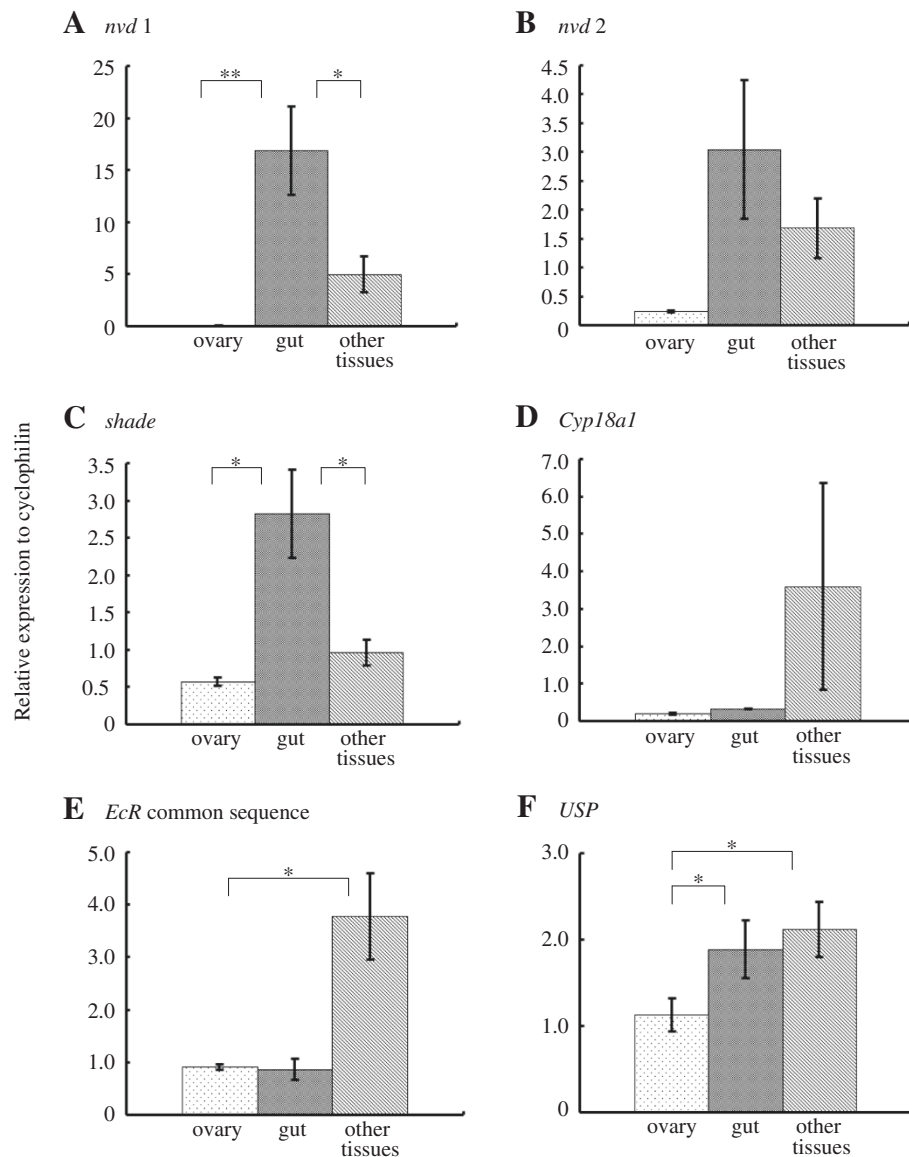 A nvd 1
**
*
25
20
15
10
5
0
ovary gut other
tissues
B nvd 2
4.5
4.0
3.5
3.0
2.5
2.0
1.5
1.0
0.5
0
ovary gut other
tissues
Relative expression to cyclophilin
C shade
*
*
3.5
3.0
2.5
2.0
1.5
1.0
0.5
0
ovary gut other
tissues
D Cyp18a1
7.0
6.0
5.0
4.0
3.0
2.0
1.0
0
ovary gut other
tissues
E EcR common sequence
*
5.0
4.0
3.0
2.0
1.0
0
ovary gut other
tissues
F USP
*
*
3.0
2.0
1.0
0
ovary gut other
tissues